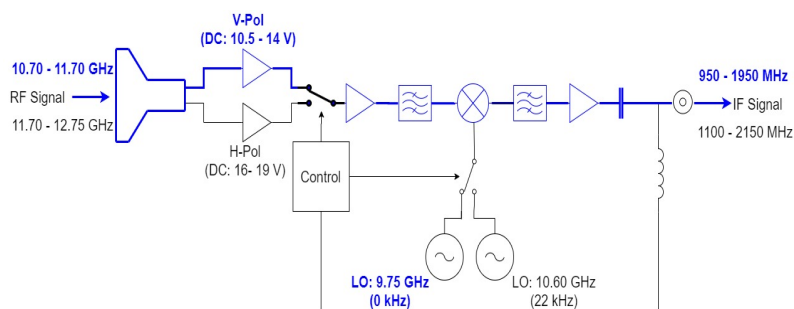 V-Pol
(DC: 10.5 - 14 V)
10.70 - 11.70 GHz
RF Signal
11.70 - 12.75 GHz
H-Pol
(DC: 16- 19 V)
Control
950 - 1950 MHz
IF Signal
1100 - 2150 MHz
LO: 9.75 GHz
(0 kHz)
LO: 10.60 GHz
(22 kHz)